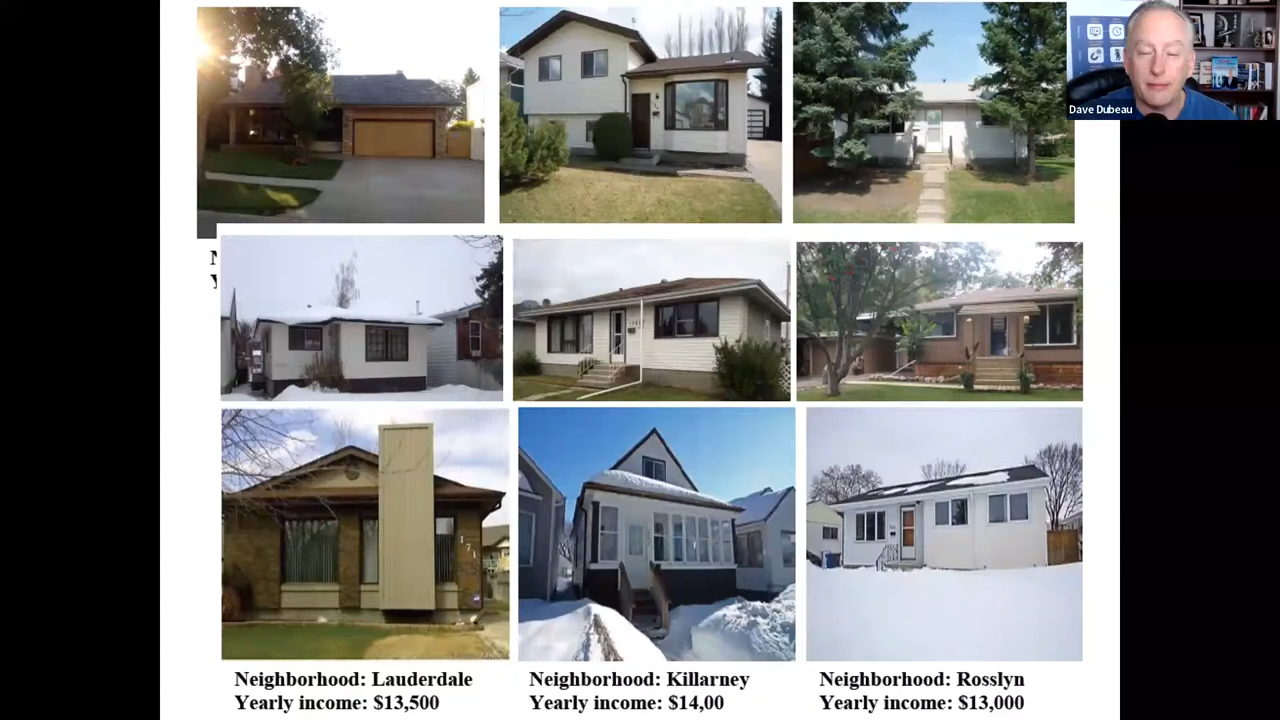 Dave Dubeau
N
Y
Neighborhood: Lauderdale
Yearly income: $13,500
Neighborhood: Killarney
Yearly income: $14,00
Neighborhood: Rosslyn
Yearly income: $13,000